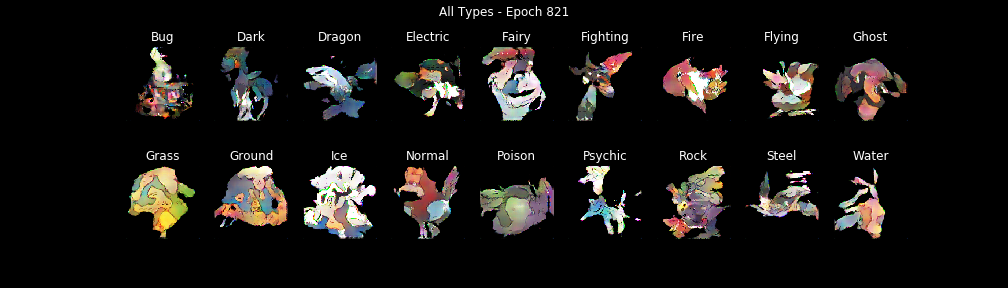 All Types - Epoch 821
Bug Dark Dragon Electric Fairy Fighting Fire Flying Ghost
Grass Ground Ice Normal Poison Psychic Rock Steel Water